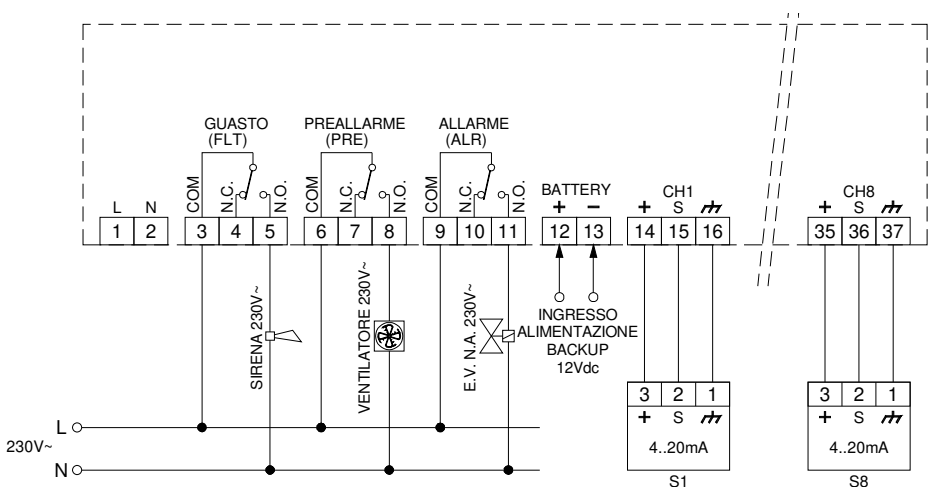 GUASTO
(FLT)
PREALLARME
(PRE)
ALLARME
(ALR)
COM
N.C.
N.O.
COM
N.C.
N.O.
COM
N.C.
N.O.
L N
BATTERY
+ −
CH1
+ S
CH8
+ S
1 2
3 4 5
6 7 8
9 10 11
12 13
14 15 16
35 36 37
SIRENA 230V~
VENTILATORE 230V~
E.V. N.A. 230V~
INGRESSO
ALIMENTAZIONE
BACKUP
12Vdc
3 2 1
+ S
4..20mA
S1
3 2 1
+ S
4..20mA
S8
L
230V~
N